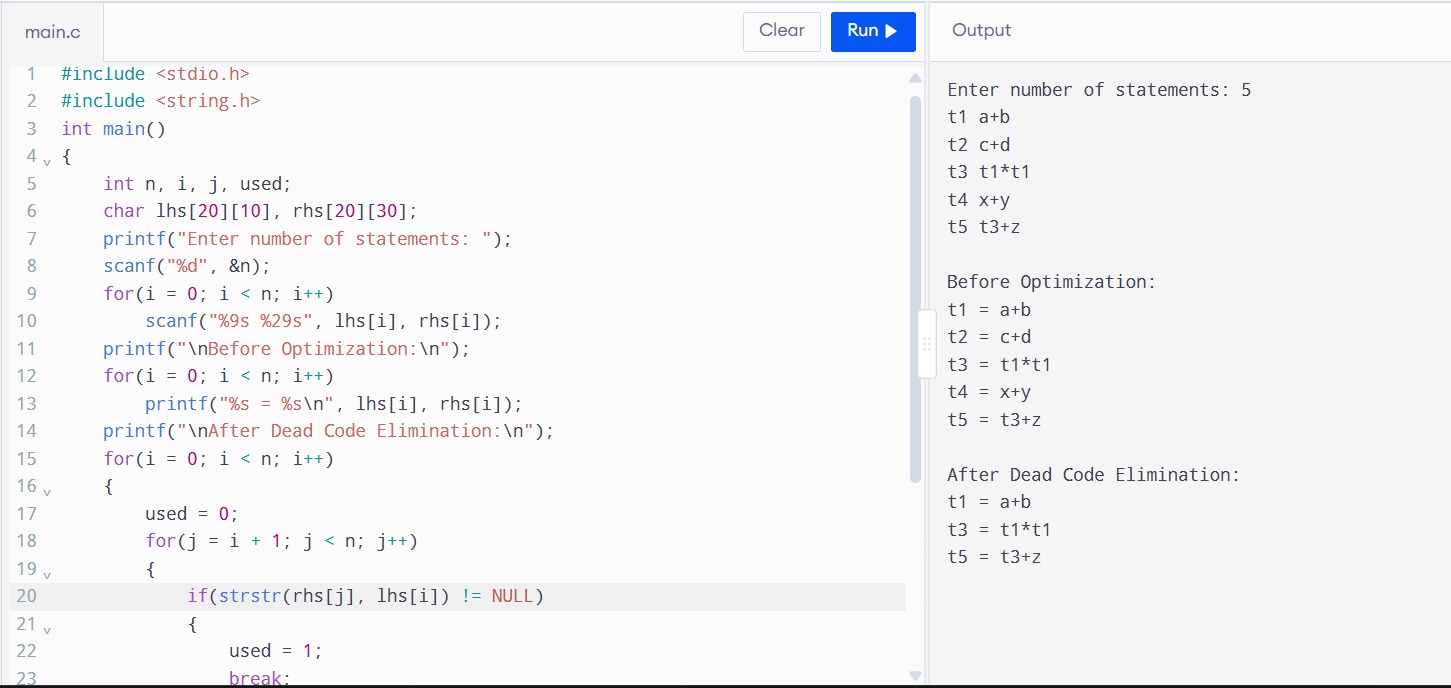 main.c
Clear
Run
1 #include <stdio.h>
2 #include <string.h>
3 int main()
4 {
5 int n, i, j, used;
6 char lhs[20][10], rhs[20][30];
7 printf("Enter number of statements: ");
8 scanf("%d", &n);
9 for(i = 0; i < n; i++)
10 scanf("%9s %29s", lhs[i], rhs[i]);
11 printf("\nBefore Optimization:\n");
12 for(i = 0; i < n; i++)
13 printf("%s = %s\n", lhs[i], rhs[i]);
14 printf("\nAfter Dead Code Elimination:\n");
15 for(i = 0; i < n; i++)
16 {
17 used = 0;
18 for(j = i + 1; j < n; j++)
19 {
20 if(strstr(rhs[j], lhs[i]) != NULL)
21 {
22 used = 1;
23 break;
Output
Enter number of statements: 5
t1 a+b
t2 c+d
t3 t1*t1
t4 x+y
t5 t3+z
Before Optimization:
t1 = a+b
t2 = c+d
t3 = t1*t1
t4 = x+y
t5 = t3+z
After Dead Code Elimination:
t1 = a+b
t3 = t1*t1
t5 = t3+z